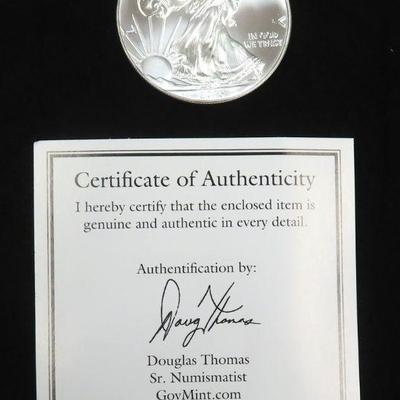 IN GOD
WE TRUST
Certificate of Authenticity
I hereby certify that the enclosed item is
genuine and authentic in every detail.
Authentification by:
Doug Thomas
Douglas Thomas
Sr. Numismatist
GovMint.com